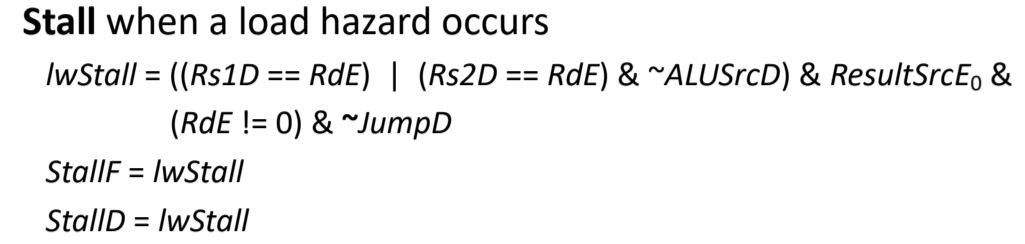 Stall when a load hazard occurs
lwStall = ((Rs1D == RdE) | (Rs2D == RdE) & ~ALUSrcD) & ResultSrcE₀ &
(RdE != 0) & ~JumpD
StallF = lwStall
StallD = lwStall